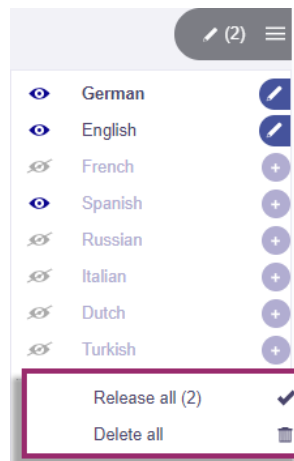 (2)
German
English
French
Spanish
Russian
Italian
Dutch
Turkish
Release all (2)
Delete all